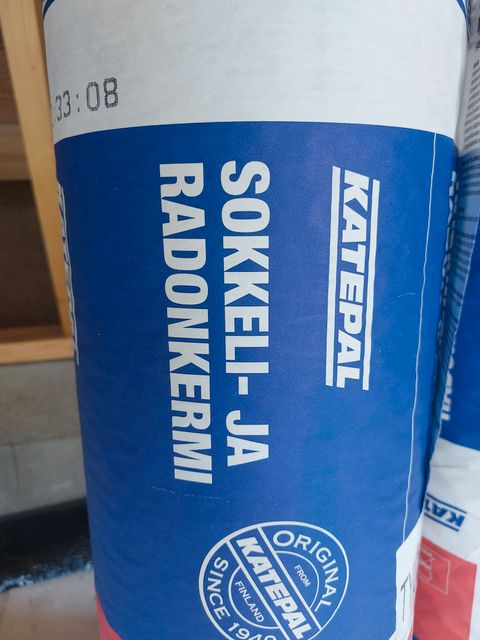 :33:08
KATEPAL
SOKKELI- JA
RADONKERMI
ORIGINAL
FROM
KATEPAL
FINLAND